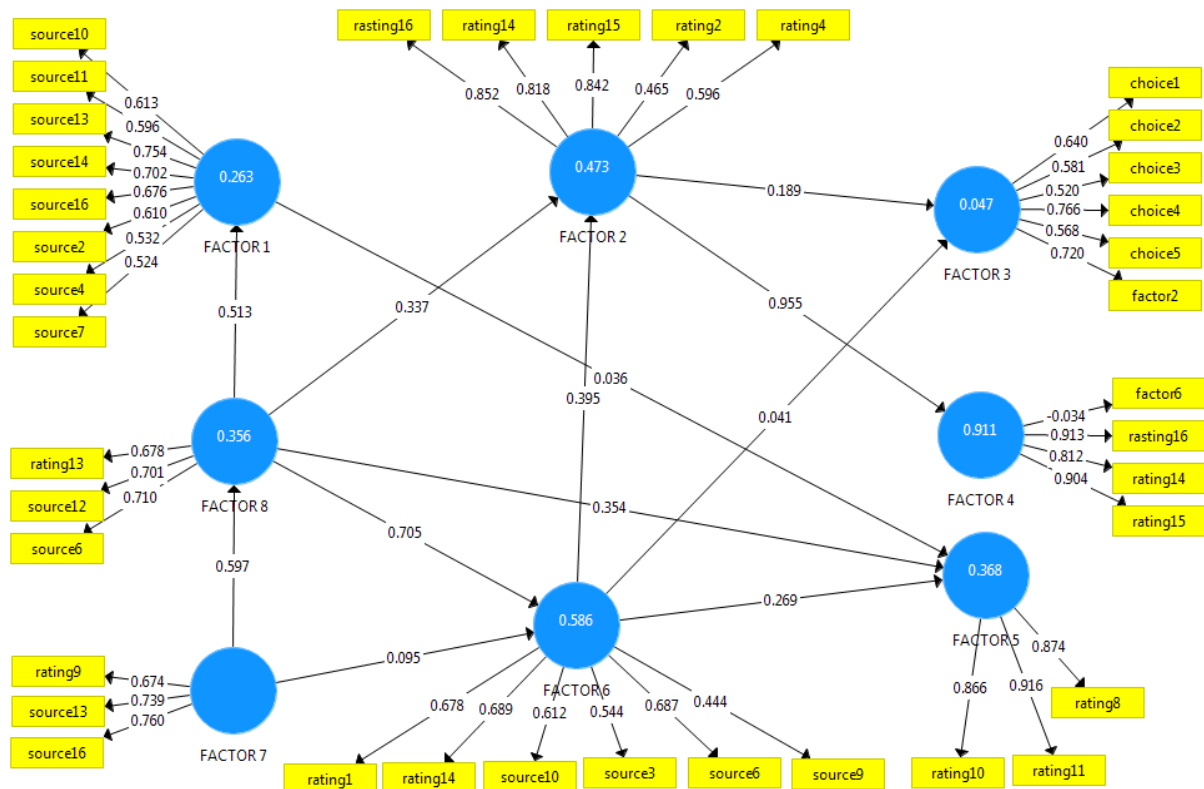 source10
source11
source13
source14
source16
source2
source4
source7
0.613
0.596
0.754
0.702
0.676
0.610
0.532
0.524
0.263
FACTOR 1
rasting16
rating14
rating15
rating2
rating4
0.852
0.818
0.842
0.465
0.596
0.473
FACTOR 2
choice1
choice2
choice3
choice4
choice5
factor2
0.640
0.581
0.520
0.766
0.568
0.720
0.047
FACTOR 3
0.189
0.955
0.337
0.513
0.036
0.395
0.041
factor6
rasting16
rating14
rating15
-0.034
0.913
0.812
0.904
0.911
FACTOR 4
rating13
source12
source6
0.678
0.701
0.710
0.356
FACTOR 8
0.354
0.705
0.597
0.269
0.095
0.368
FACTOR 5
0.866
0.916
0.874
rating10
rating11
rating8
rating9
source13
source16
0.674
0.739
0.760
FACTOR 7
0.586
FACTOR 6
0.678
0.689
0.612
0.544
0.687
0.444
rating1
rating14
source10
source3
source6
source9